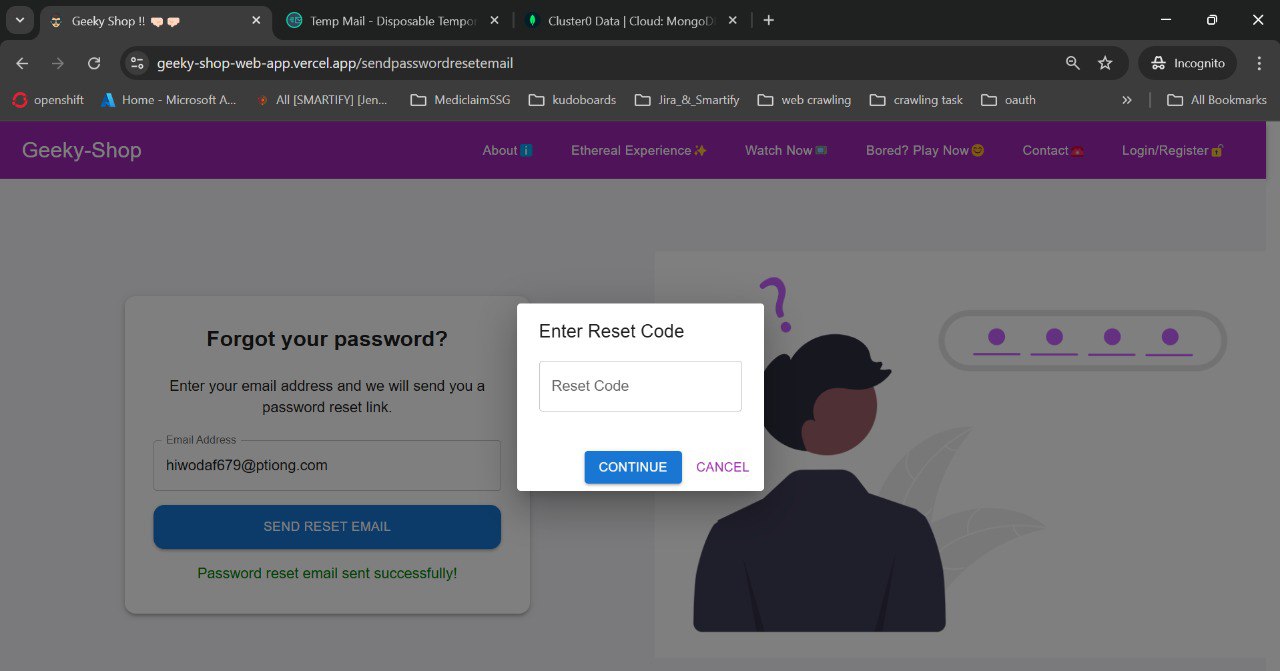 Geeky Shop !! 🤜🏻🤛🏻
Temp Mail - Disposable Tempor
Cluster0 Data | Cloud: MongoD
geeky-shop-web-app.vercel.app/sendpasswordresetemail
Incognito
openshift
Home - Microsoft A...
All [SMARTIFY] [Jen...
MediclaimSSG
kudoboards
Jira_&_Smartify
web crawling
crawling task
oauth
»
All Bookmarks
Geeky-Shop
About ℹ️
Ethereal Experience✨
Watch Now
Bored? Play Now😊
Contact☎️
Login/Register🔓
Forgot your password?
Enter your email address and we will send you a
password reset link.
Email Address
hiwodaf679@ptiong.com
SEND RESET EMAIL
Password reset email sent successfully!
Enter Reset Code
Reset Code
CONTINUE
CANCEL
?